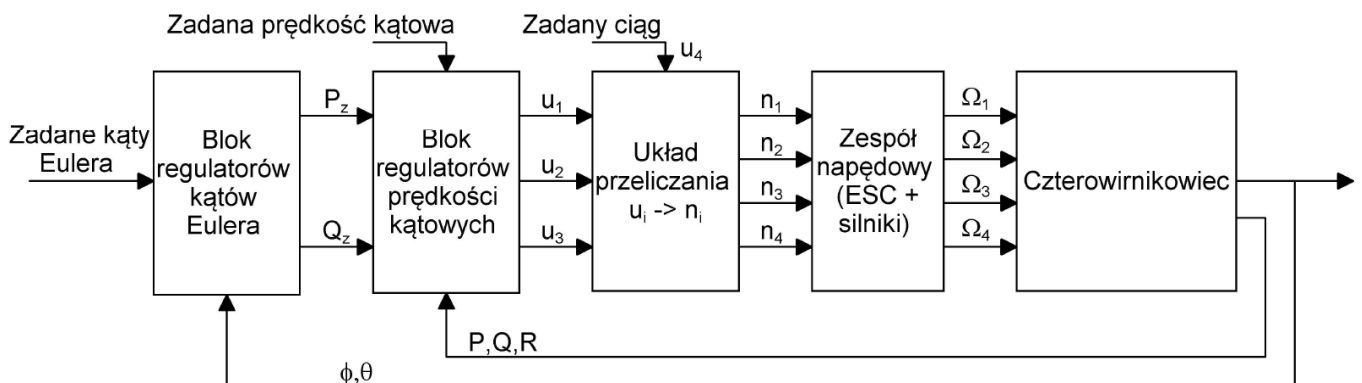 Zadana prędkość kątowa
Zadany ciąg
u4
Zadane kąty
Eulera
Blok
regulatorów
kątów
Eulera
Pz
Qz
Blok
regulatorów
prędkości
kątowych
u1
u2
u3
Układ
przeliczania
ui -> ni
n1
n2
n3
n4
Zespół
napędowy
(ESC +
silniki)
Ω1
Ω2
Ω3
Ω4
Czterowirnikowiec
P,Q,R
ϕ,θ